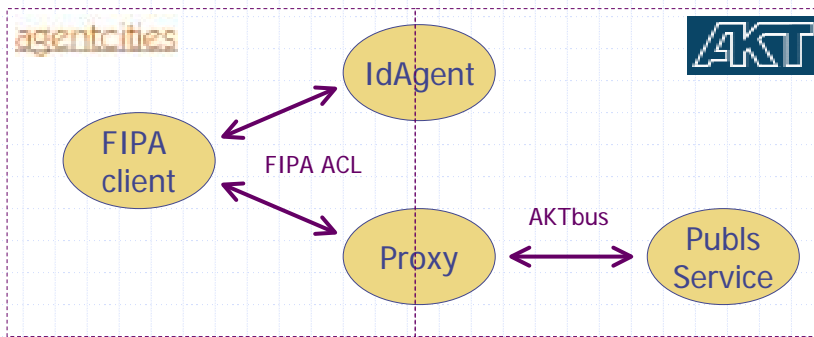 agentcities
AKT
IdAgent
FIPA
client
FIPA ACL
AKTbus
Proxy
Publs
Service